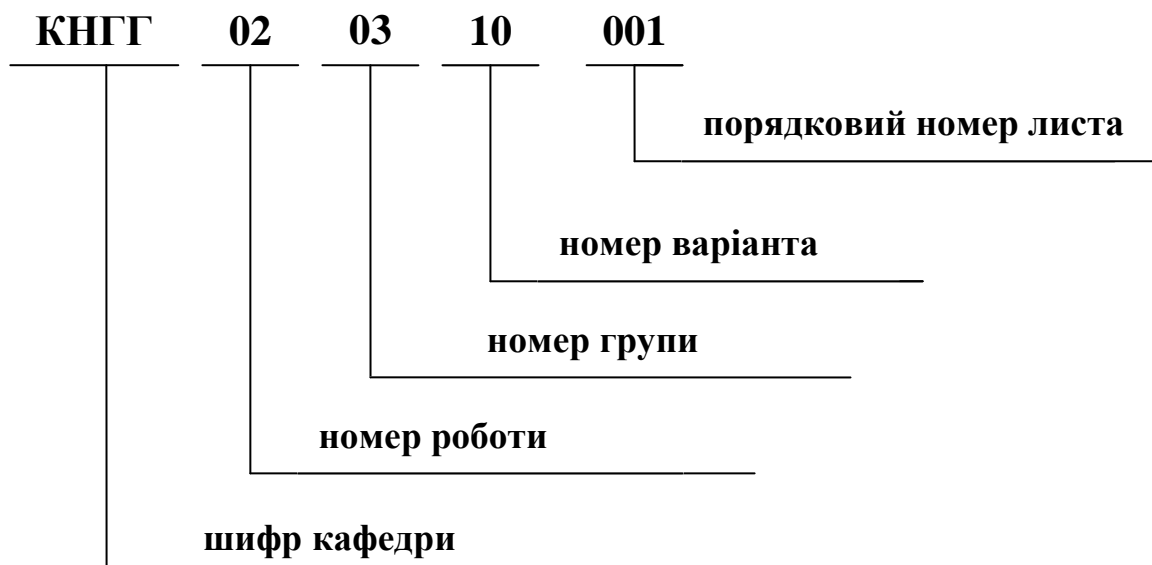 КНГГ 02 03 10 001
порядковий номер листа
номер варіанта
номер групи
номер роботи
шифр кафедри